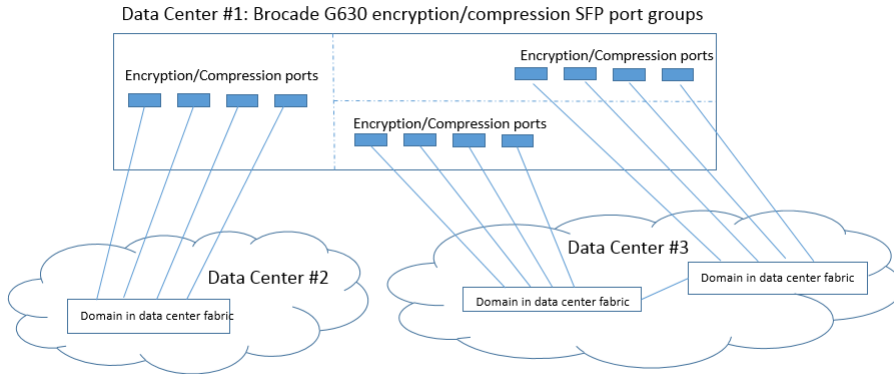 Data Center #1: Brocade G630 encryption/compression SFP port groups
Encryption/Compression ports
Encryption/Compression ports
Encryption/Compression ports
Data Center #2
Domain in data center fabric
Data Center #3
Domain in data center fabric
Domain in data center fabric